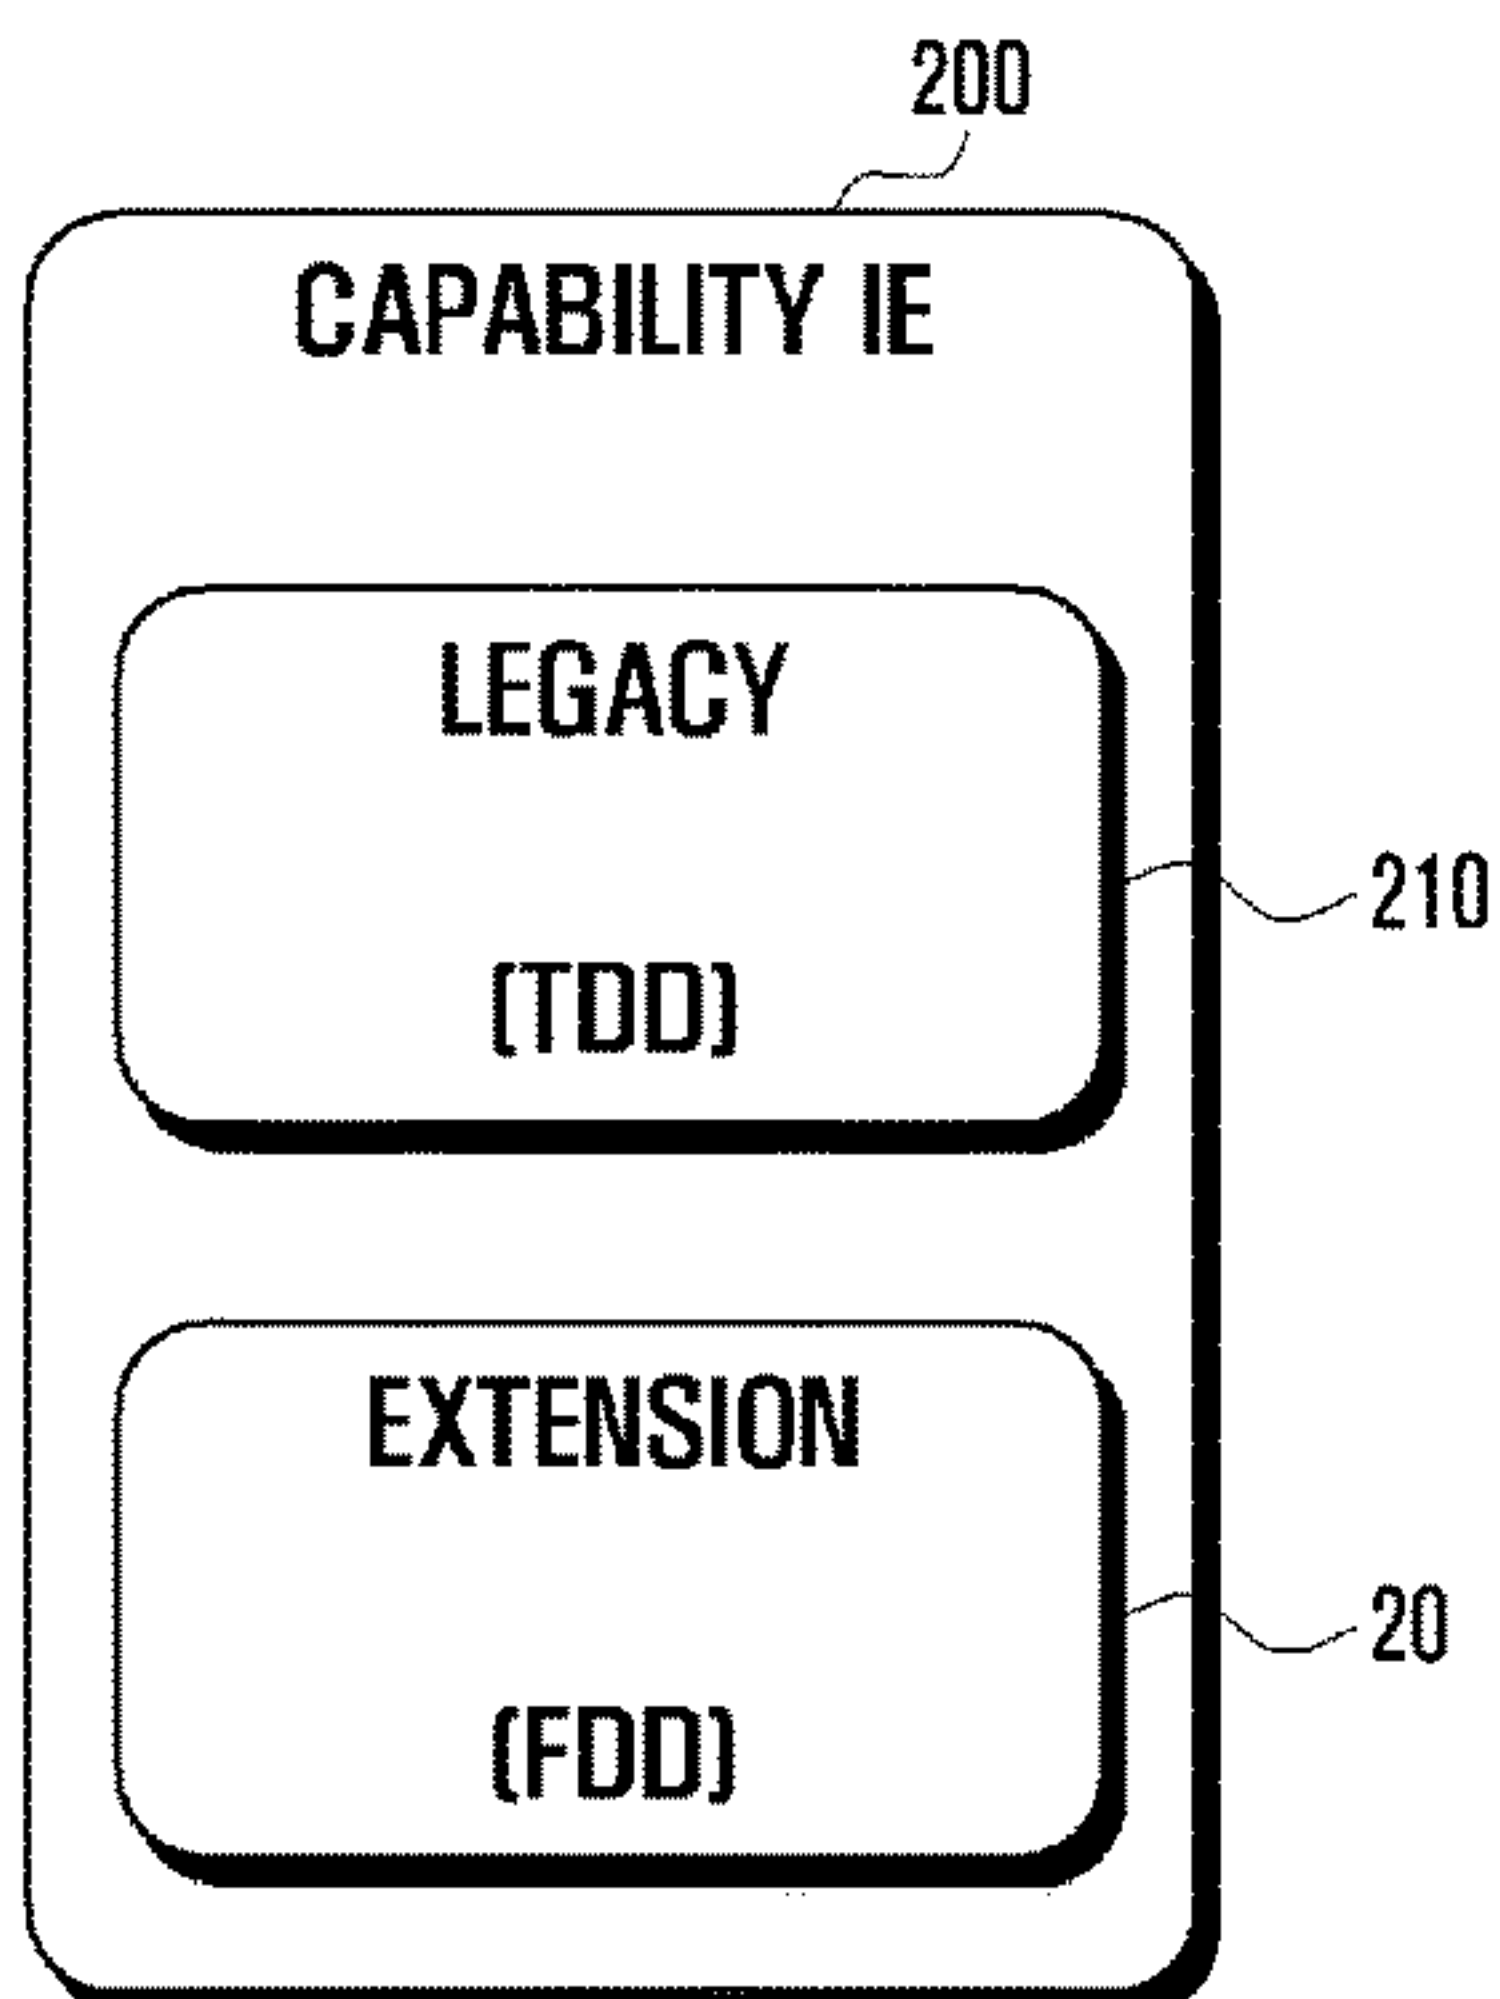 200
CAPABILITY IE
LEGACY
210
(TDD)
EXTENSION
20
(FDD)